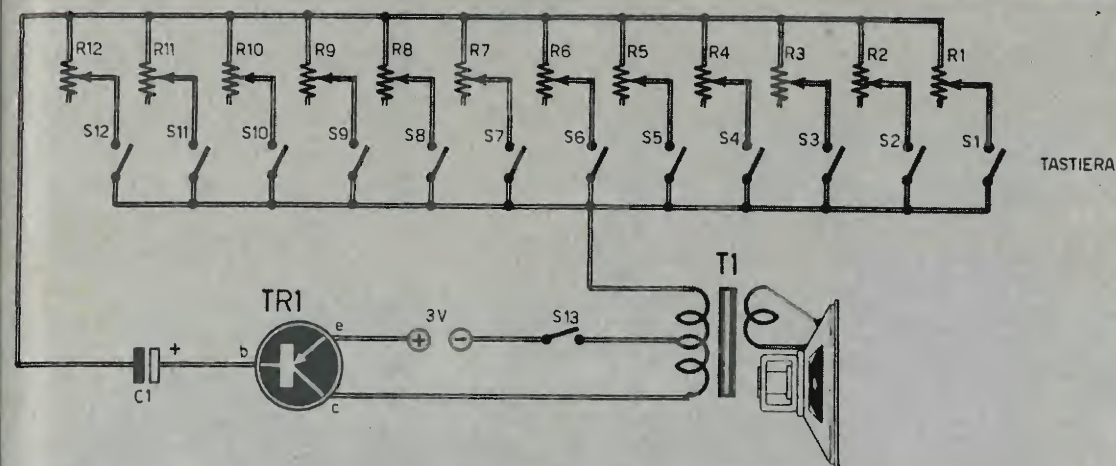 R12 R11 R10 R9 R8 R7 R6 R5 R4 R3 R2 R1
S12 S11 S10 S9 S8 S7 S6 S5 S4 S3 S2 S1
TASTIERA
T1
TR1
3V S13
e + -
b
+
C1
c